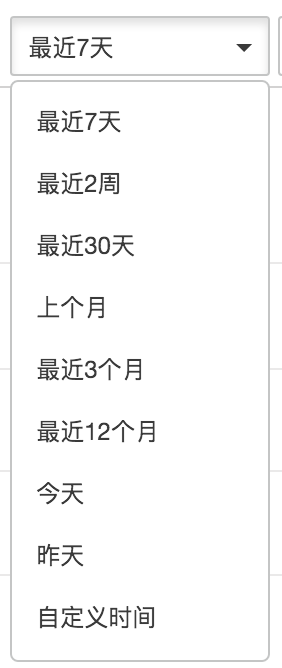 最近7天
最近7天
最近2周
最近30天
上个月
最近3个月
最近12个月
今天
昨天
自定义时间